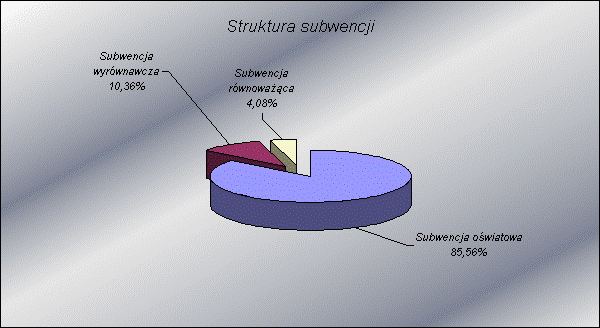 Struktura subwencji
Subwencja
wyrównawcza
10,36%
Subwencja
równoważąca
4,08%
Subwencja oświatowa
85,56%